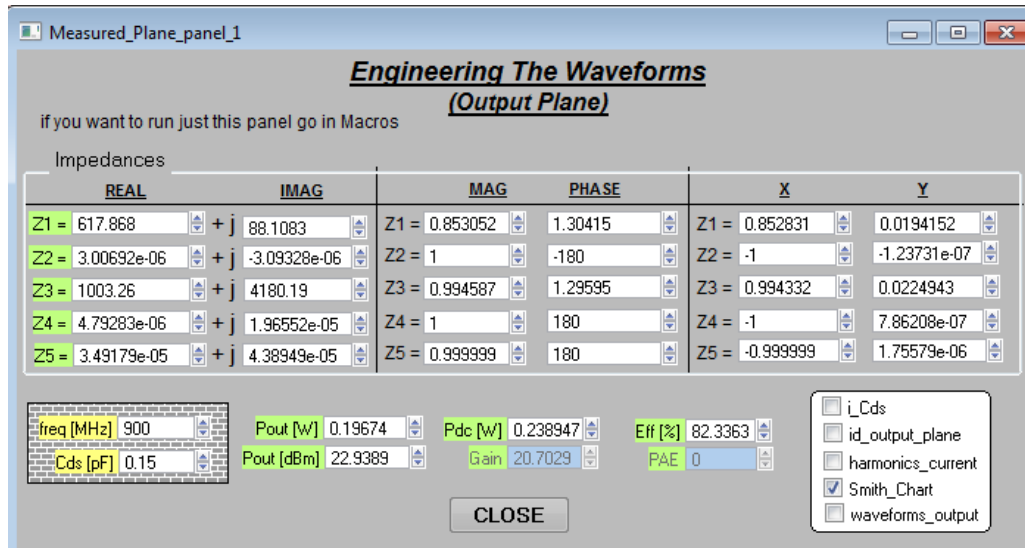 Measured_Plane_panel_1
Engineering The Waveforms
(Output Plane)
if you want to run just this panel go in Macros
Impedances
REAL IMAG MAG PHASE X Y
Z1 = 617.868 + j 88.1083 Z1 = 0.853052 1.30415 Z1 = 0.852831 0.0194152
Z2 = 3.00692e-06 + j -3.09328e-06 Z2 = 1 -180 Z2 = -1 -1.23731e-07
Z3 = 1003.26 + j 4180.19 Z3 = 0.994587 1.29595 Z3 = 0.994332 0.0224943
Z4 = 4.79283e-06 + j 1.96552e-05 Z4 = 1 180 Z4 = -1 7.86208e-07
Z5 = 3.49179e-05 + j 4.38949e-05 Z5 = 0.999999 180 Z5 = -0.999999 1.75579e-06
freq [MHz] 900 Pout [W] 0.19674 Pdc [W] 0.238947 Eff [%] 82.3363
Cds [pF] 0.15 Pout [dBm] 22.9389 Gain 20.7029 PAE 0
i_Cds
id_output_plane
harmonics_current
Smith_Chart
waveforms_output
CLOSE